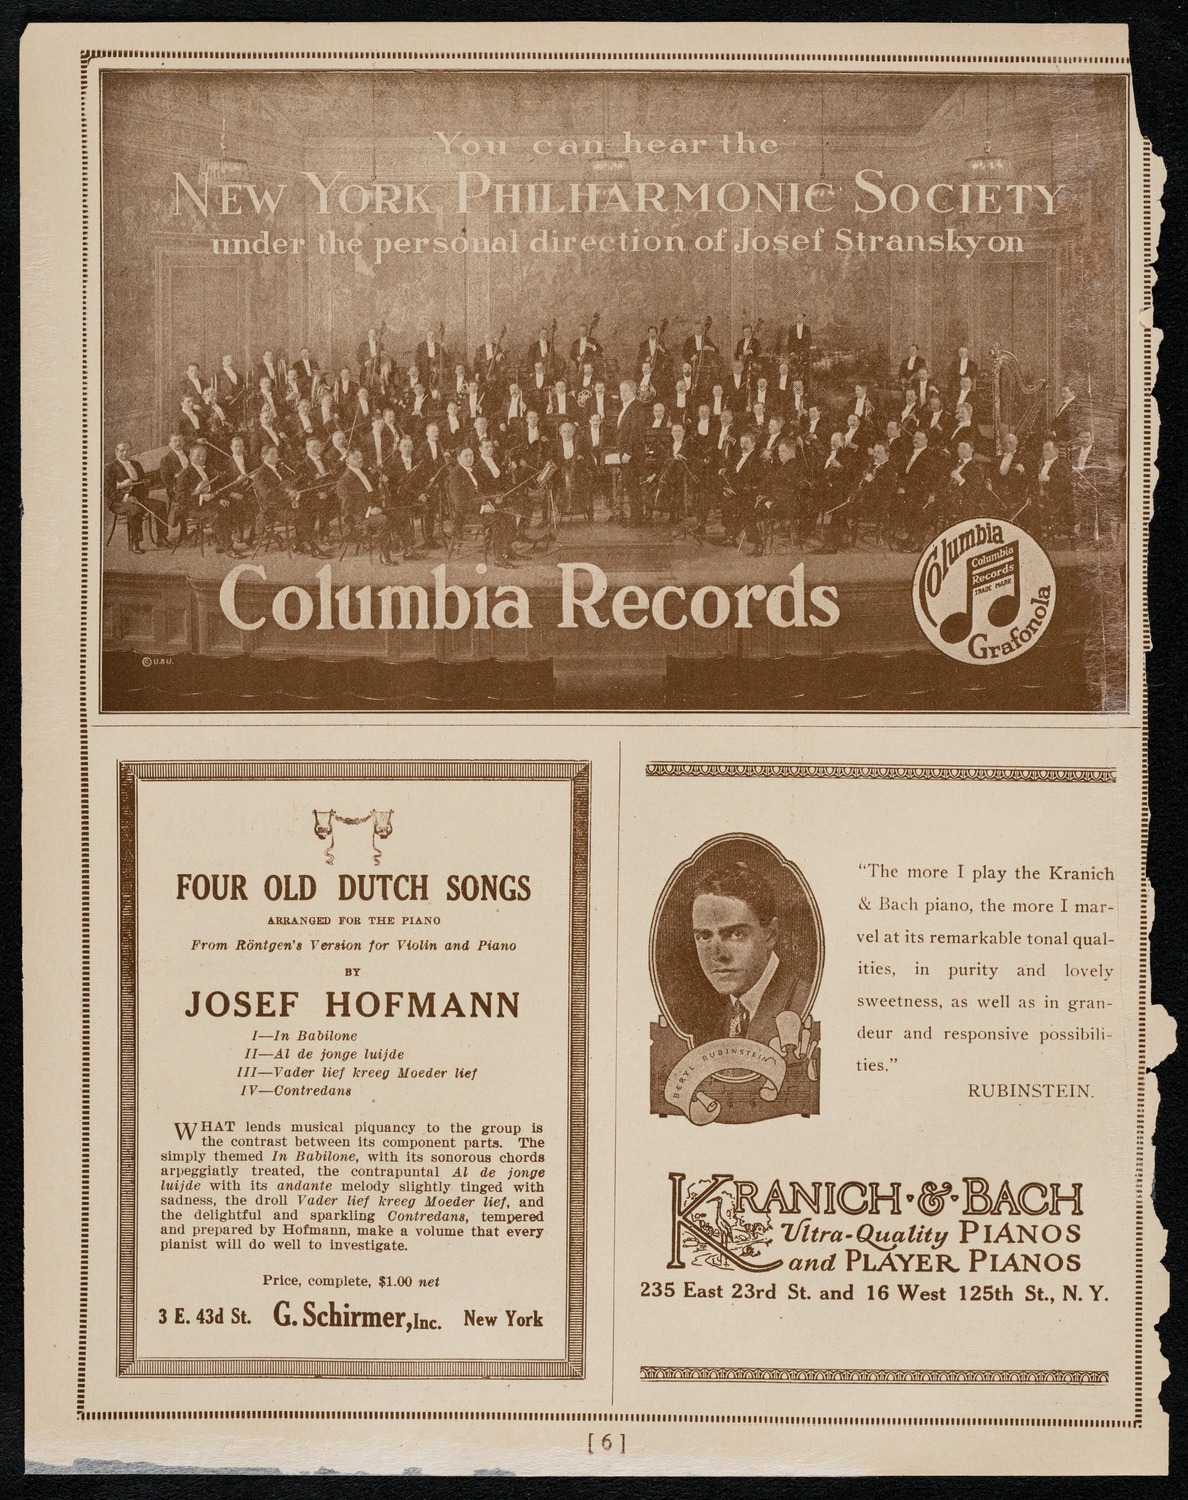 You can hear the
NEW YORK PHILHARMONIC SOCIETY
under the personal direction of Josef Stransky on
Columbia Records
Columbia
Columbia
Records
TRADE MARK
Grafonola
© U.&U.
FOUR OLD DUTCH SONGS
ARRANGED FOR THE PIANO
From Röntgen's Version for Violin and Piano
BY
JOSEF HOFMANN
I—In Babilone
II—Al de jonge luijde
III—Vader lief kreeg Moeder lief
IV—Contredans
WHAT lends musical piquancy to the group is
the contrast between its component parts. The
simply themed In Babilone, with its sonorous chords
arpeggiatly treated, the contrapuntal Al de jonge
luijde with its andante melody slightly tinged with
sadness, the droll Vader lief kreeg Moeder lief, and
the delightful and sparkling Contredans, tempered
and prepared by Hofmann, make a volume that every
pianist will do well to investigate.
Price, complete, $1.00 net
3 E. 43d St. G. Schirmer, Inc. New York
BERYL RUBINSTEIN
“The more I play the Kranich
& Bach piano, the more I mar-
vel at its remarkable tonal qual-
ities, in purity and lovely
sweetness, as well as in gran-
deur and responsive possibili-
ties.”
RUBINSTEIN.
KRANICH·&·BACH
Ultra-Quality PIANOS
and PLAYER PIANOS
235 East 23rd St. and 16 West 125th St., N. Y.
[ 6 ]